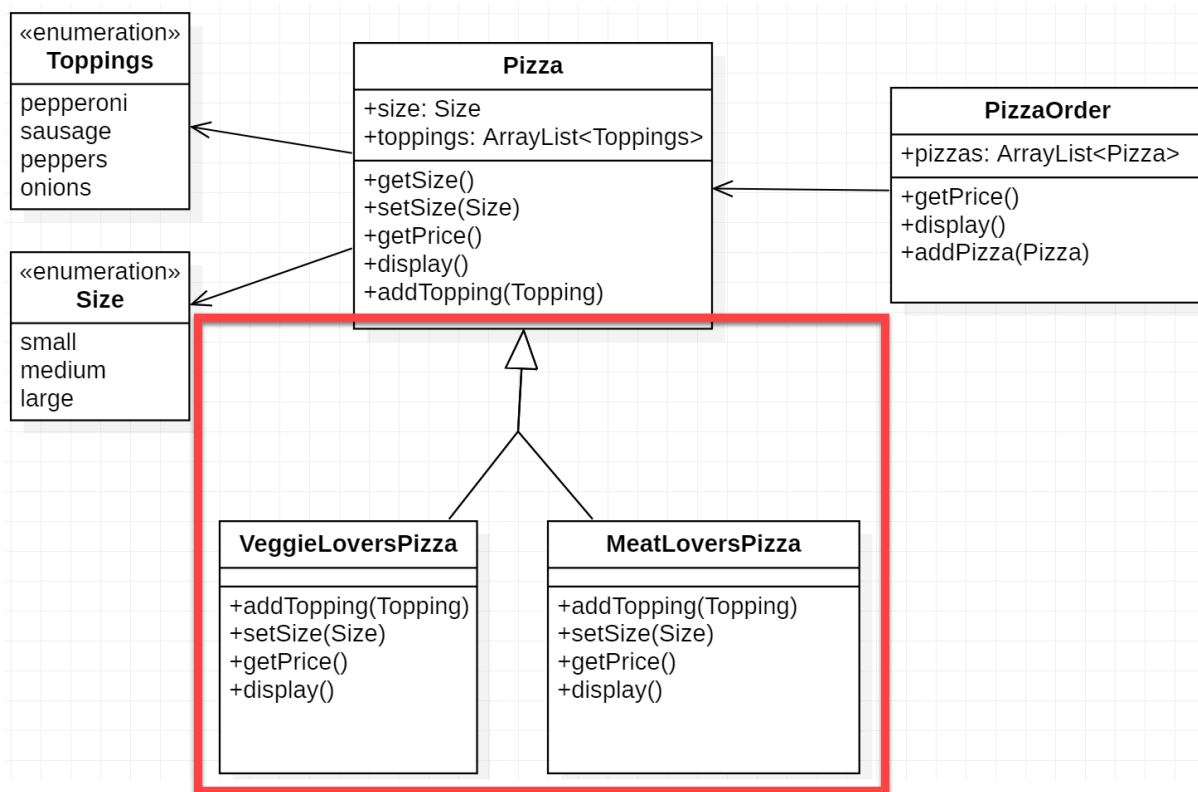 «enumeration»
Toppings
pepperoni
sausage
peppers
onions
«enumeration»
Size
small
medium
large
Pizza
+size: Size
+toppings: ArrayList<Toppings>
+getSize()
+setSize(Size)
+getPrice()
+display()
+addTopping(Topping)
PizzaOrder
+pizzas: ArrayList<Pizza>
+getPrice()
+display()
+addPizza(Pizza)
VeggieLoversPizza
+addTopping(Topping)
+setSize(Size)
+getPrice()
+display()
MeatLoversPizza
+addTopping(Topping)
+setSize(Size)
+getPrice()
+display()